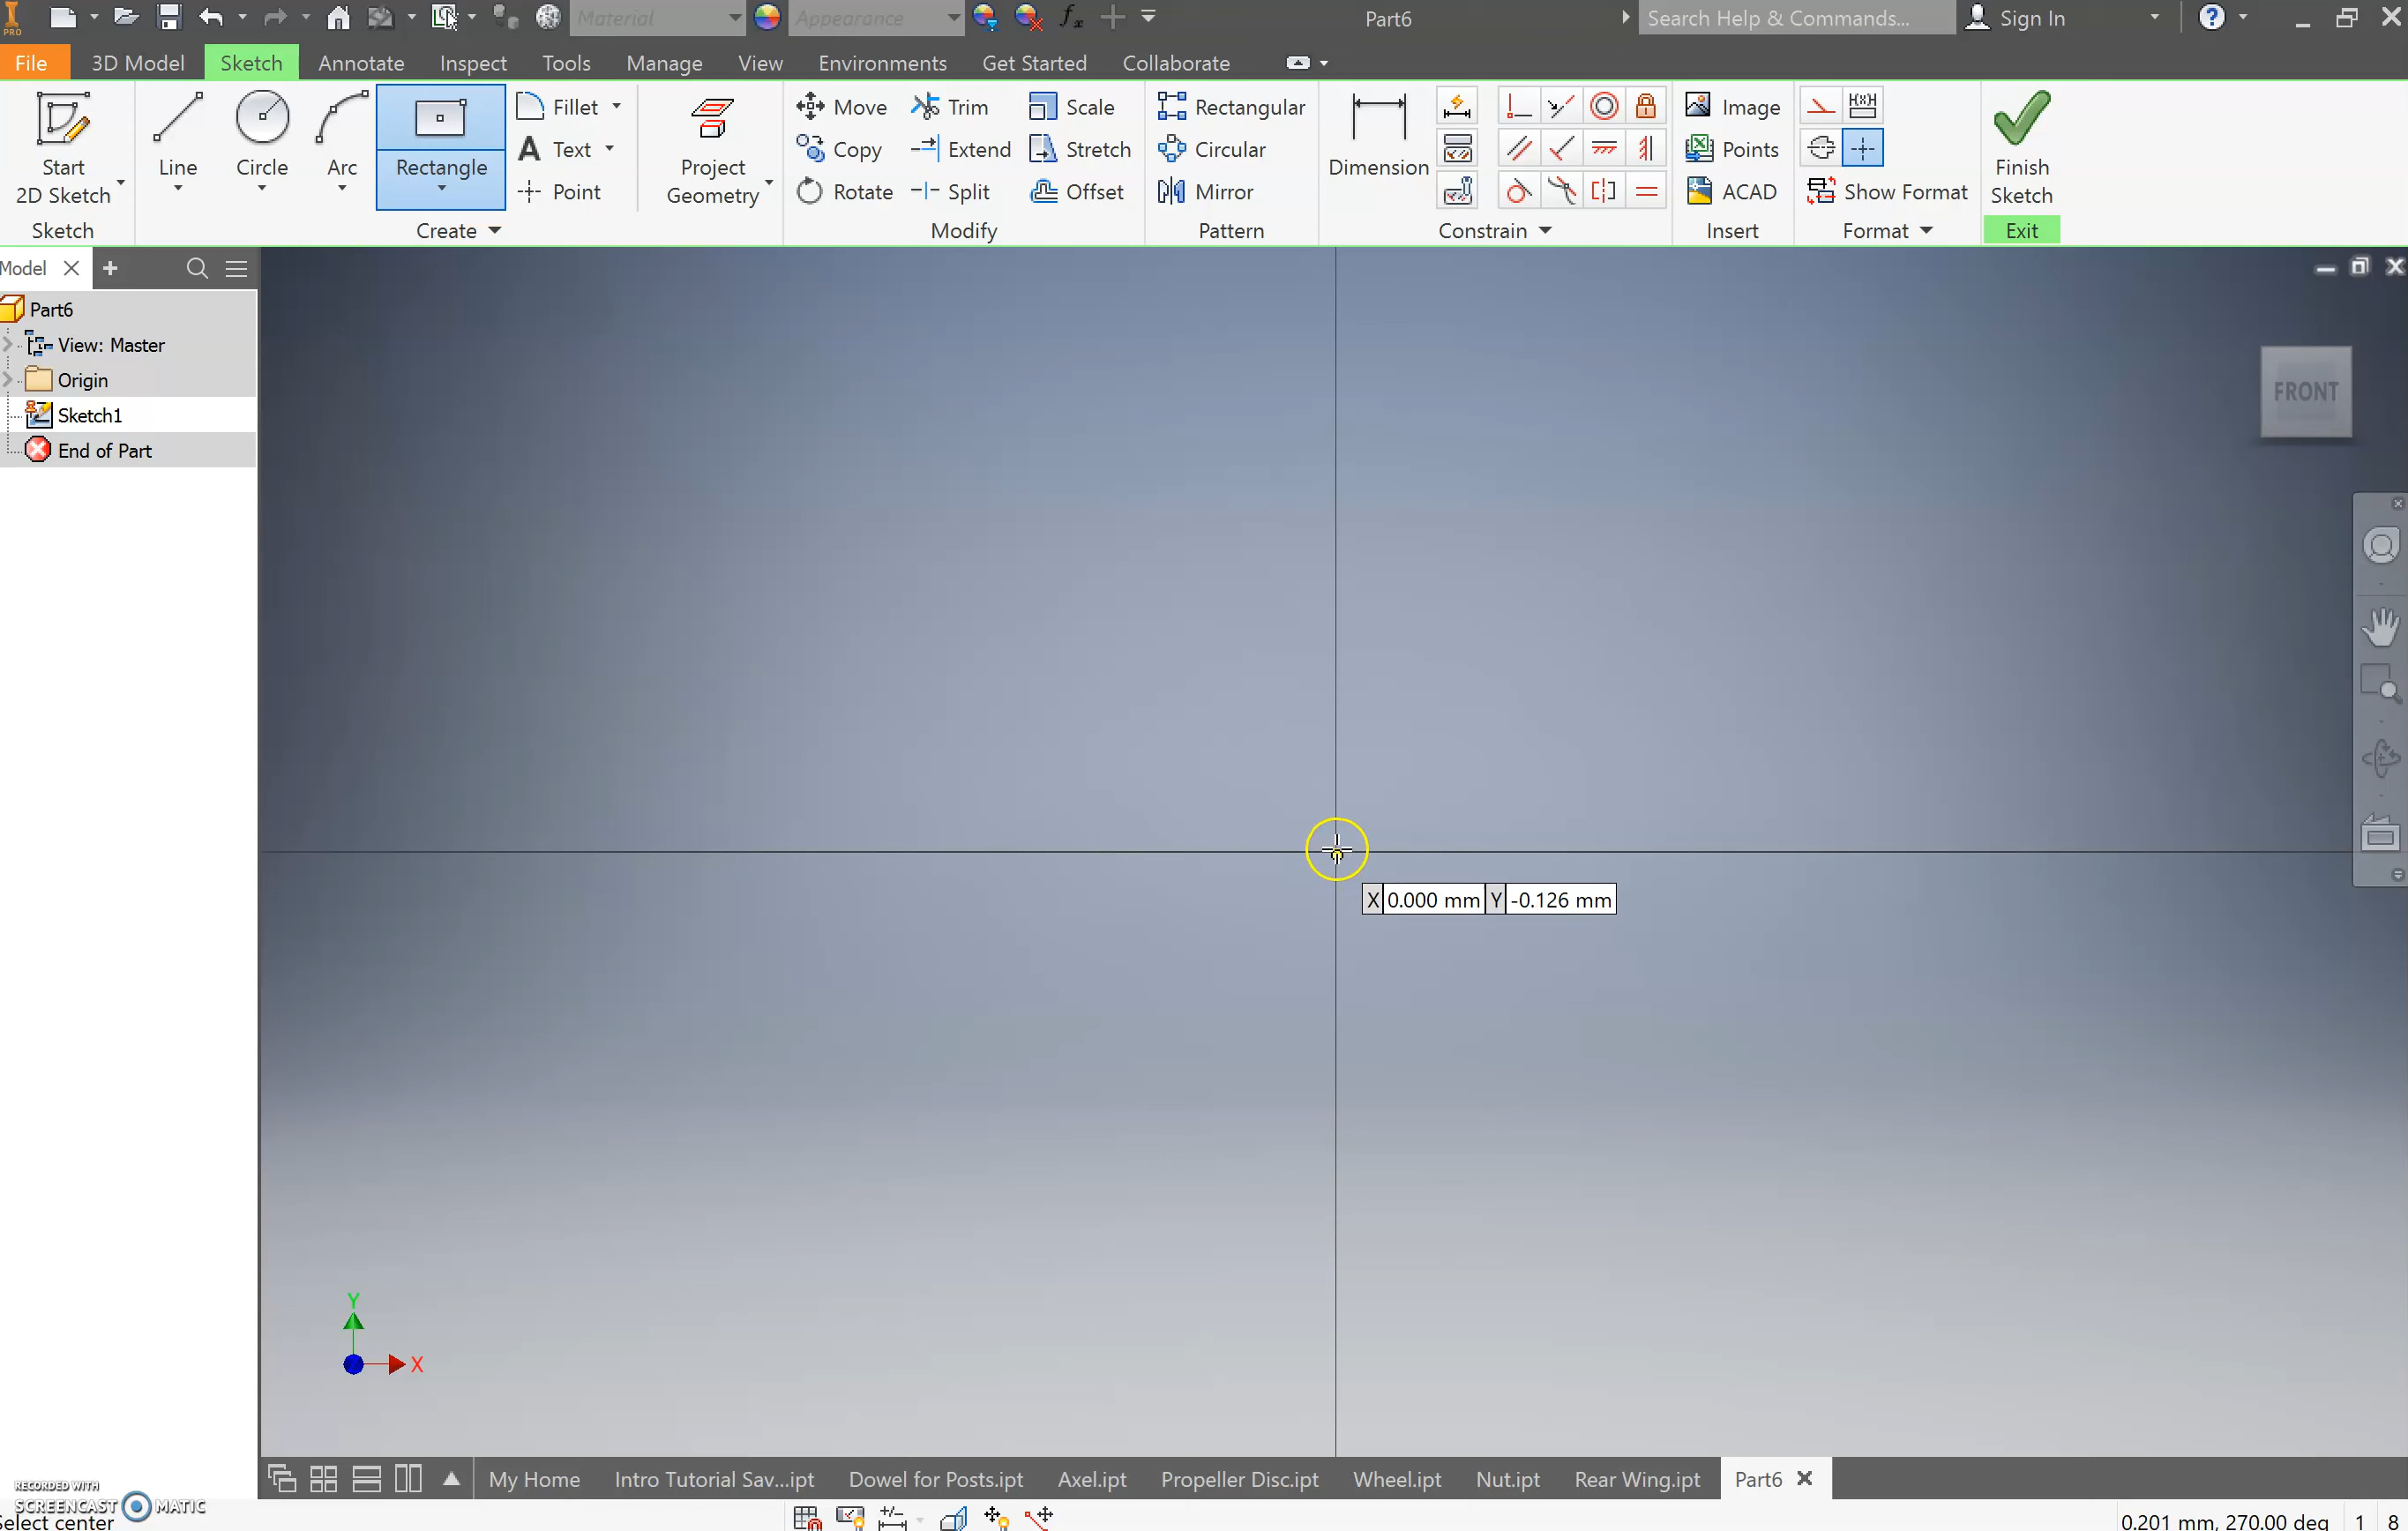 PRO
Material
Appearance
fx
Part6
Search Help & Commands...
Sign In
File
3D Model
Sketch
Annotate
Inspect
Tools
Manage
View
Environments
Get Started
Collaborate
Start
2D Sketch
Line
Circle
Arc
Rectangle
Fillet
Text
Point
Project
Geometry
Move
Copy
Rotate
Trim
Extend
Split
Scale
Stretch
Offset
Rectangular
Circular
Mirror
Dimension
Image
Points
ACAD
Show Format
Finish
Sketch
Sketch
Create
Modify
Pattern
Constrain
Insert
Format
Exit
Model
Part6
View: Master
Origin
Sketch1
End of Part
FRONT
X 0.000 mm Y -0.126 mm
Y
X
My Home
Intro Tutorial Sav...ipt
Dowel for Posts.ipt
Axel.ipt
Propeller Disc.ipt
Wheel.ipt
Nut.ipt
Rear Wing.ipt
Part6
RECORDED WITH
SCREENCAST MATIC
Select center
0.201 mm, 270.00 deg
1
8